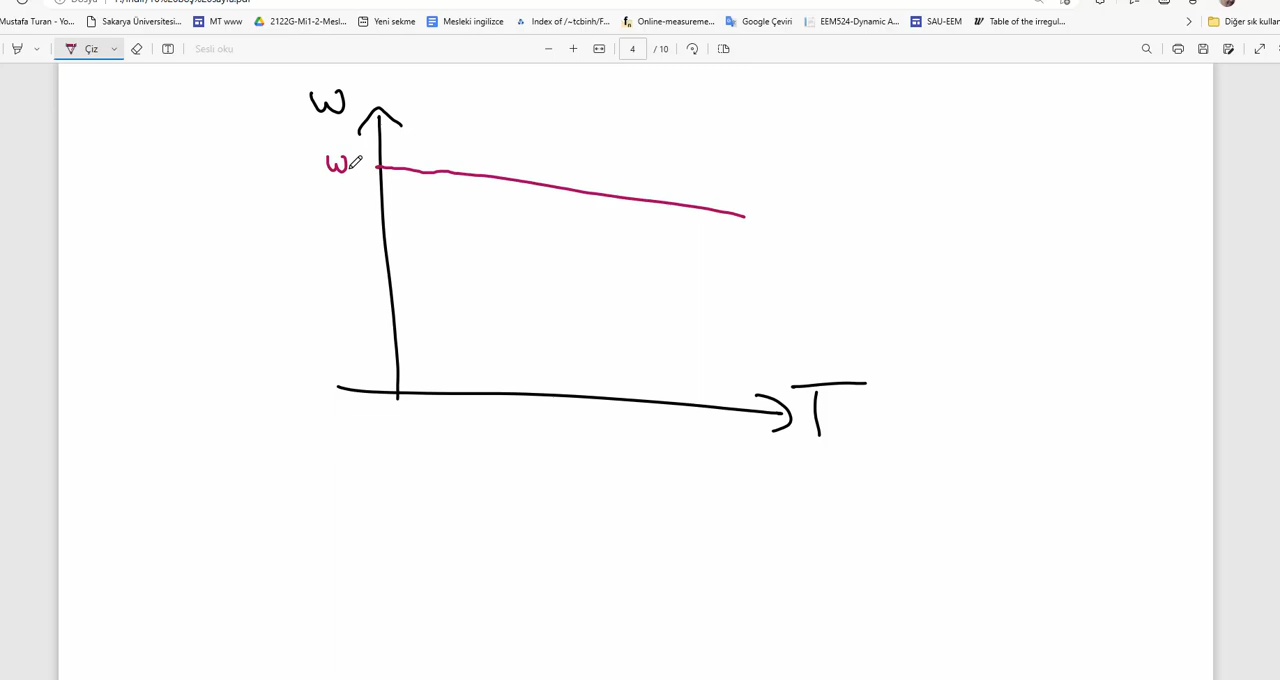 Mustafa Turan - Yo... Sakarya Üniversitesi... MT www 2122G-Mi1-2-Mesl... Yeni sekme Mesleki ingilizce Index of /~tcbinh/F... Online-measureme... Google Çeviri EEM524-Dynamic A... SAU-EEM Table of the irregul... Diğer sık kullan
Çiz Sesli oku 4 / 10
W
W
T